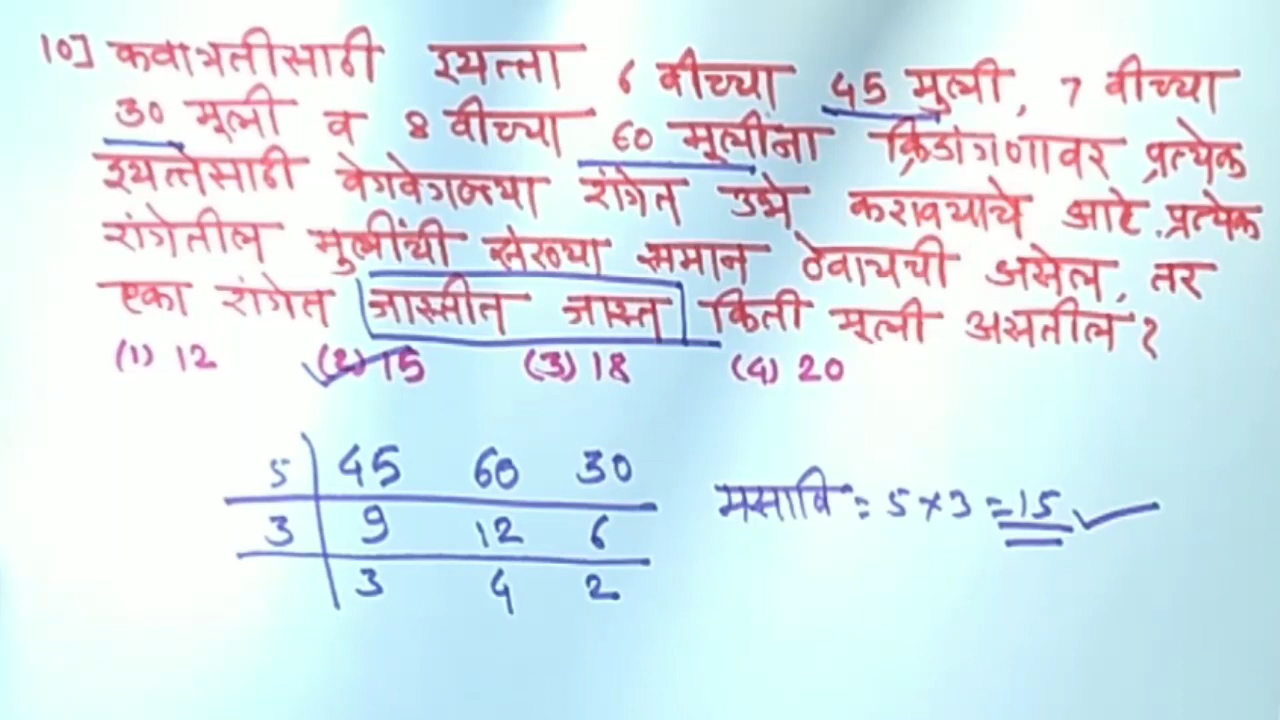 10] कवायतीसाठी इयत्ता 6 वीच्या 45 मुली, 7 वीच्या
30 मुली व 8 वीच्या 60 मुलींना क्रिडांगणावर प्रत्येक
इयत्तेसाठी वेगवेगळ्या रांगेत उभे करावयाचे आहे. प्रत्येक
रांगेतील मुलींची संख्या समान ठेवायची असेल, तर
एका रांगेत जास्तीत जास्त किती मूली असतील?
(1) 12 (2) 15 (3) 18 (4) 20
5 45 60 30
3 9 12 6
3 4 2
मसावि = 5 × 3 = 15